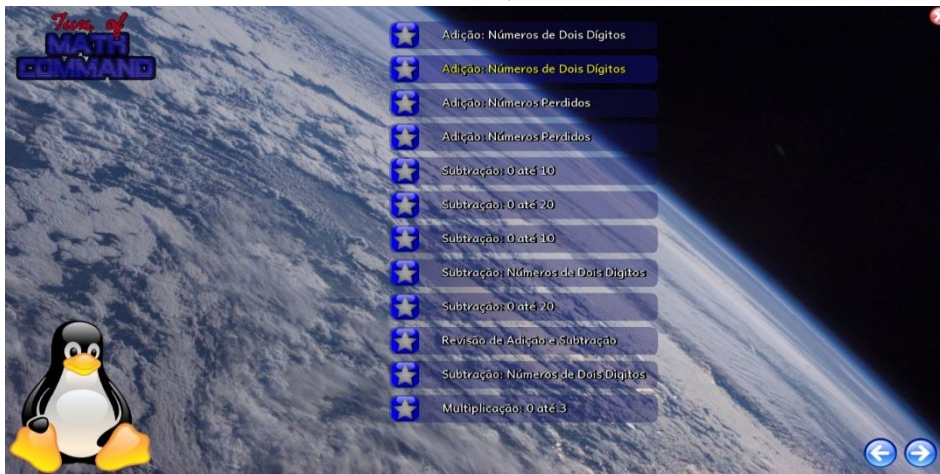 Tux, of
MATH
COMMAND
Adição: Números de Dois Dígitos
Adição: Números de Dois Dígitos
Adição: Números Perdidos
Adição: Números Perdidos
Subtração: 0 até 10
Subtração: 0 até 20
Subtração: 0 até 10
Subtração: Números de Dois Digitos
Subtração: 0 até 20
Revisão de Adição e Subtração
Subtração: Números de Dois Digitos
Multiplicação: 0 até 3